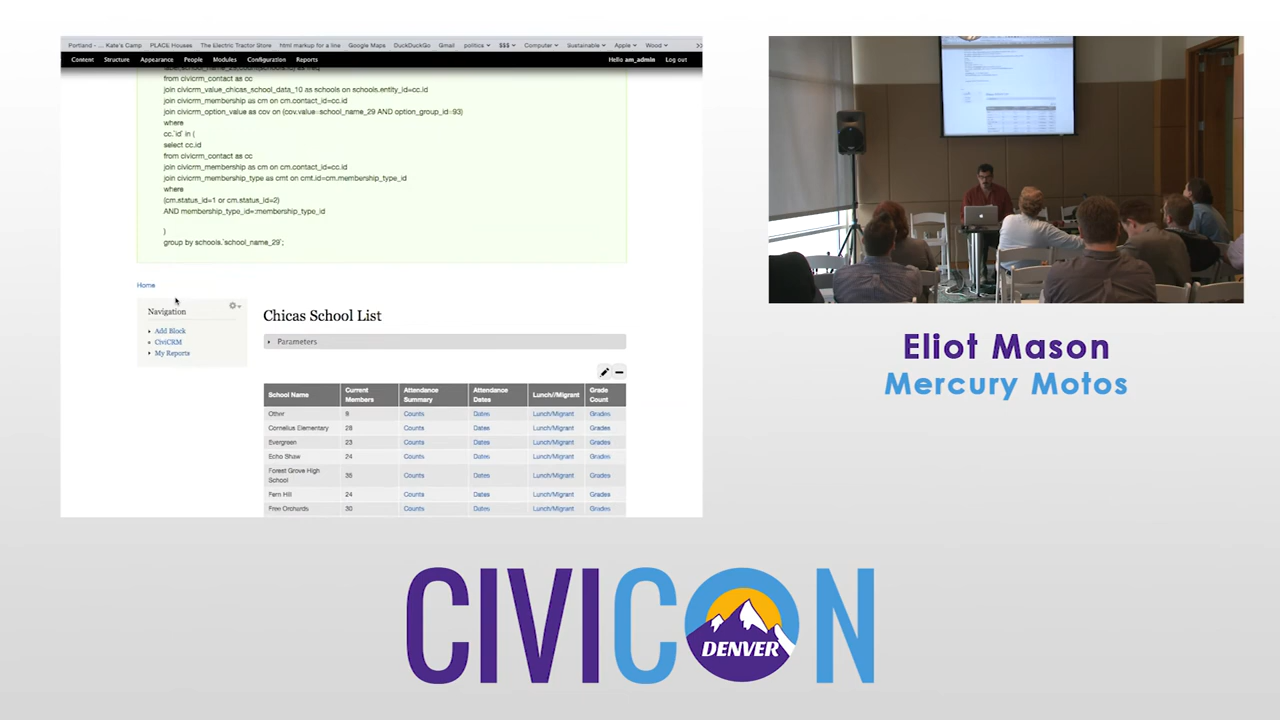 Portland - ... Kate's Camp PLACE Houses The Electric Tractor Store html markup for a line Google Maps DuckDuckGo Gmail politics $$$ Computer Sustainable Apple Wood
Content Structure Appearance People Modules Configuration Reports Hello am_admin Log out
from civicrm_contact as cc
join civicrm_value_chicas_school_data_10 as schools on schools.entity_id=cc.id
join civicrm_membership as cm on cm.contact_id=cc.id
join civicrm_option_value as cov on (cov.value=school_name_29 AND option_group_id=93)
where
cc.`id` in (
select cc.id
from civicrm_contact as cc
join civicrm_membership as cm on cm.contact_id=cc.id
join civicrm_membership_type as cmt on cmt.id=cm.membership_type_id
where
(cm.status_id=1 or cm.status_id=2)
AND membership_type_id=:membership_type_id
)
group by schools.`school_name_29`;
Home
Navigation
Add Block
CiviCRM
My Reports
Chicas School List
Parameters
School Name Current Members Attendance Summary Attendance Dates Lunch//Migrant Grade Count
Other Counts Dates Lunch/Migrant Grades
Cornelius Elementary 28 Counts Dates Lunch/Migrant Grades
Evergreen 23 Counts Dates Lunch/Migrant Grades
Echo Shaw 24 Counts Dates Lunch/Migrant Grades
Forest Grove High School 35 Counts Dates Lunch/Migrant Grades
Fern Hill 24 Counts Dates Lunch/Migrant Grades
Free Orchards 30 Counts Dates Lunch/Migrant Grades
Eliot Mason
Mercury Motos
CIVICON
DENVER